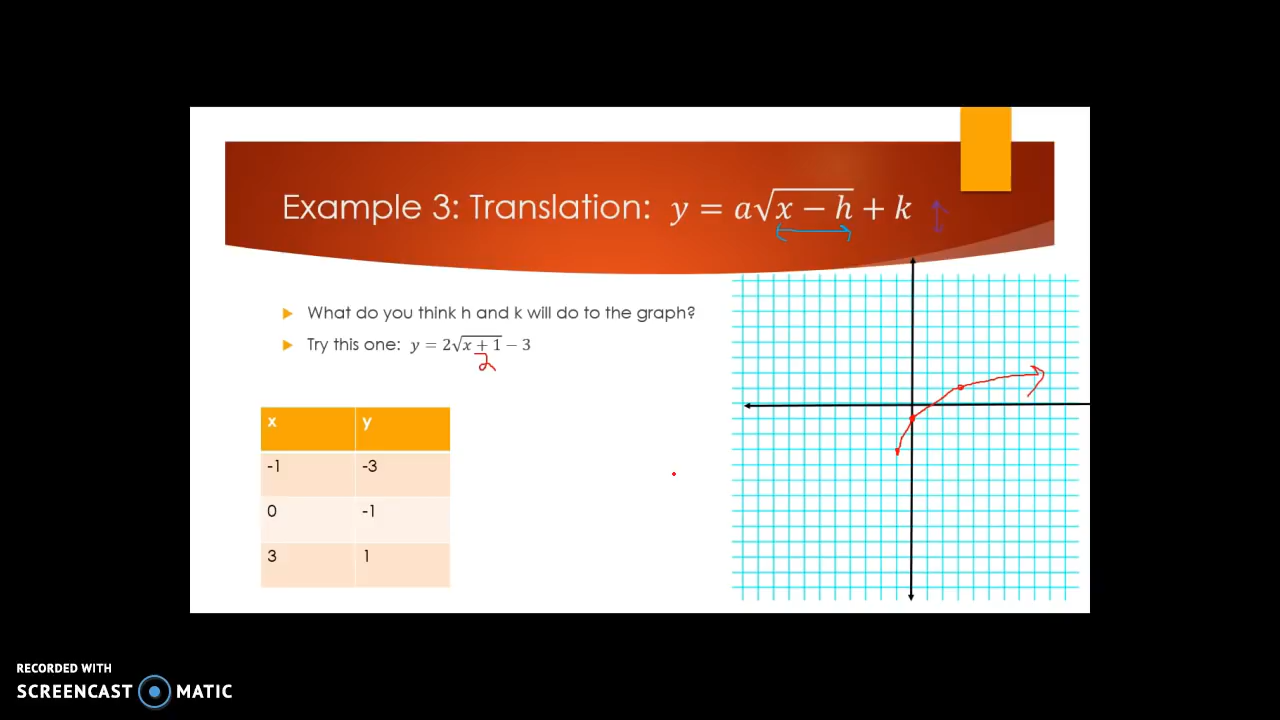 Example 3: Translation: y = a√x − h + k
What do you think h and k will do to the graph?
Try this one: y = 2√x + 1 − 3
2
x y
-1 -3
0 -1
3 1
RECORDED WITH
SCREENCAST MATIC